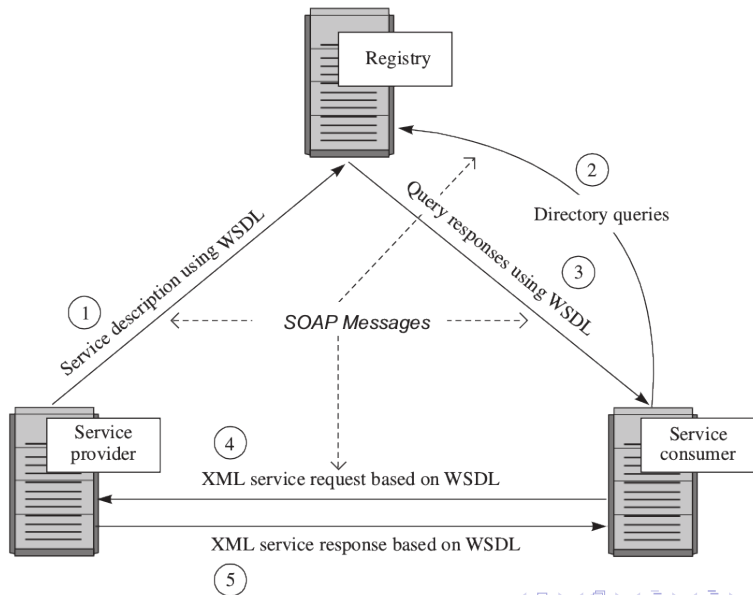 Registry
2
Directory queries
Query responses using WSDL
3
Service description using WSDL
1
SOAP Messages
Service
provider
Service
consumer
4
XML service request based on WSDL
XML service response based on WSDL
5